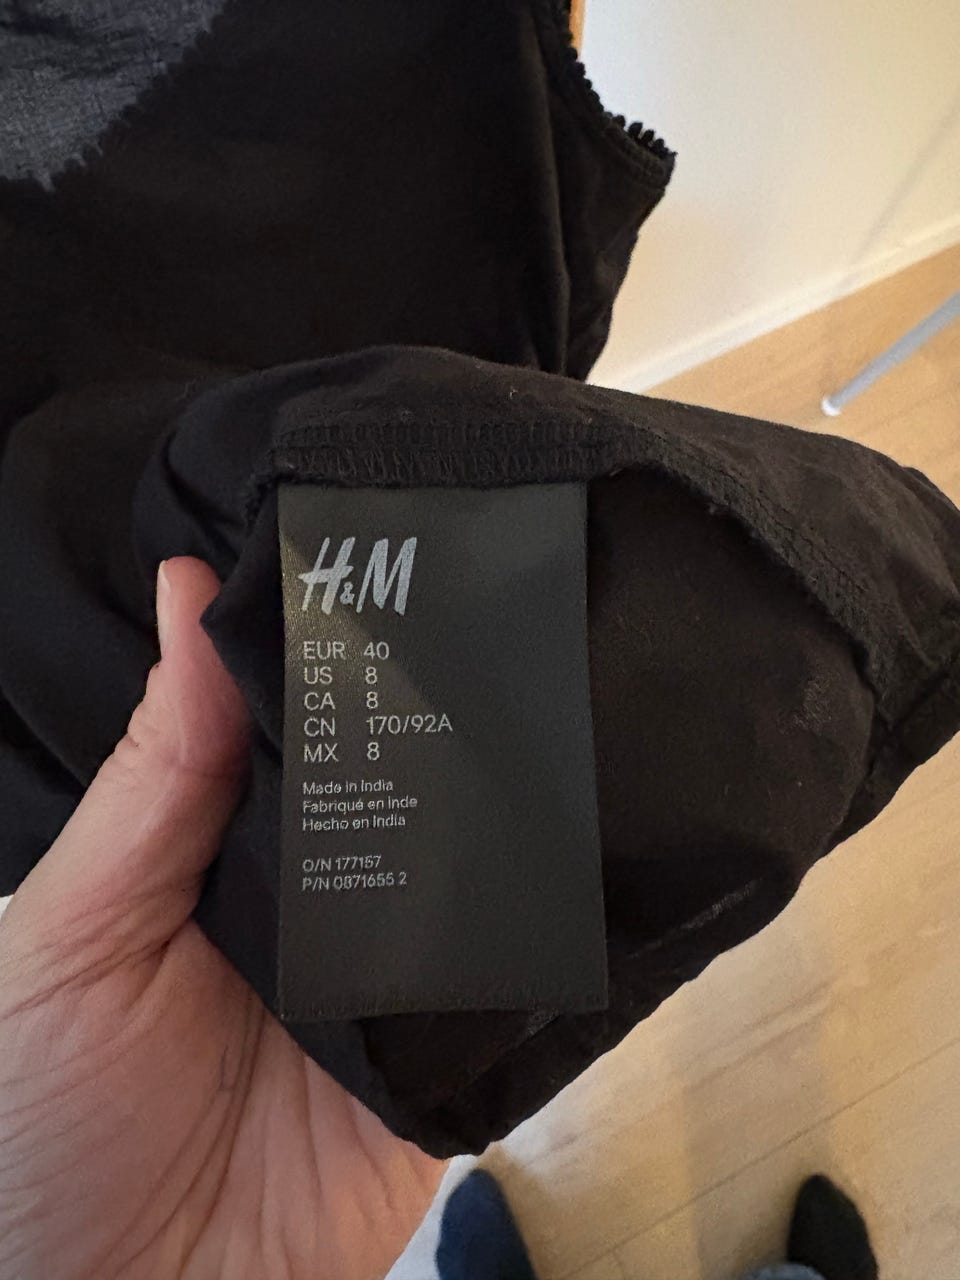 H&M
EUR 40
US 8
CA 8
CN 170/92A
MX 8
Made in India
Fabriqué en Inde
Hecho en India
O/N 177157
P/N 0871655 2